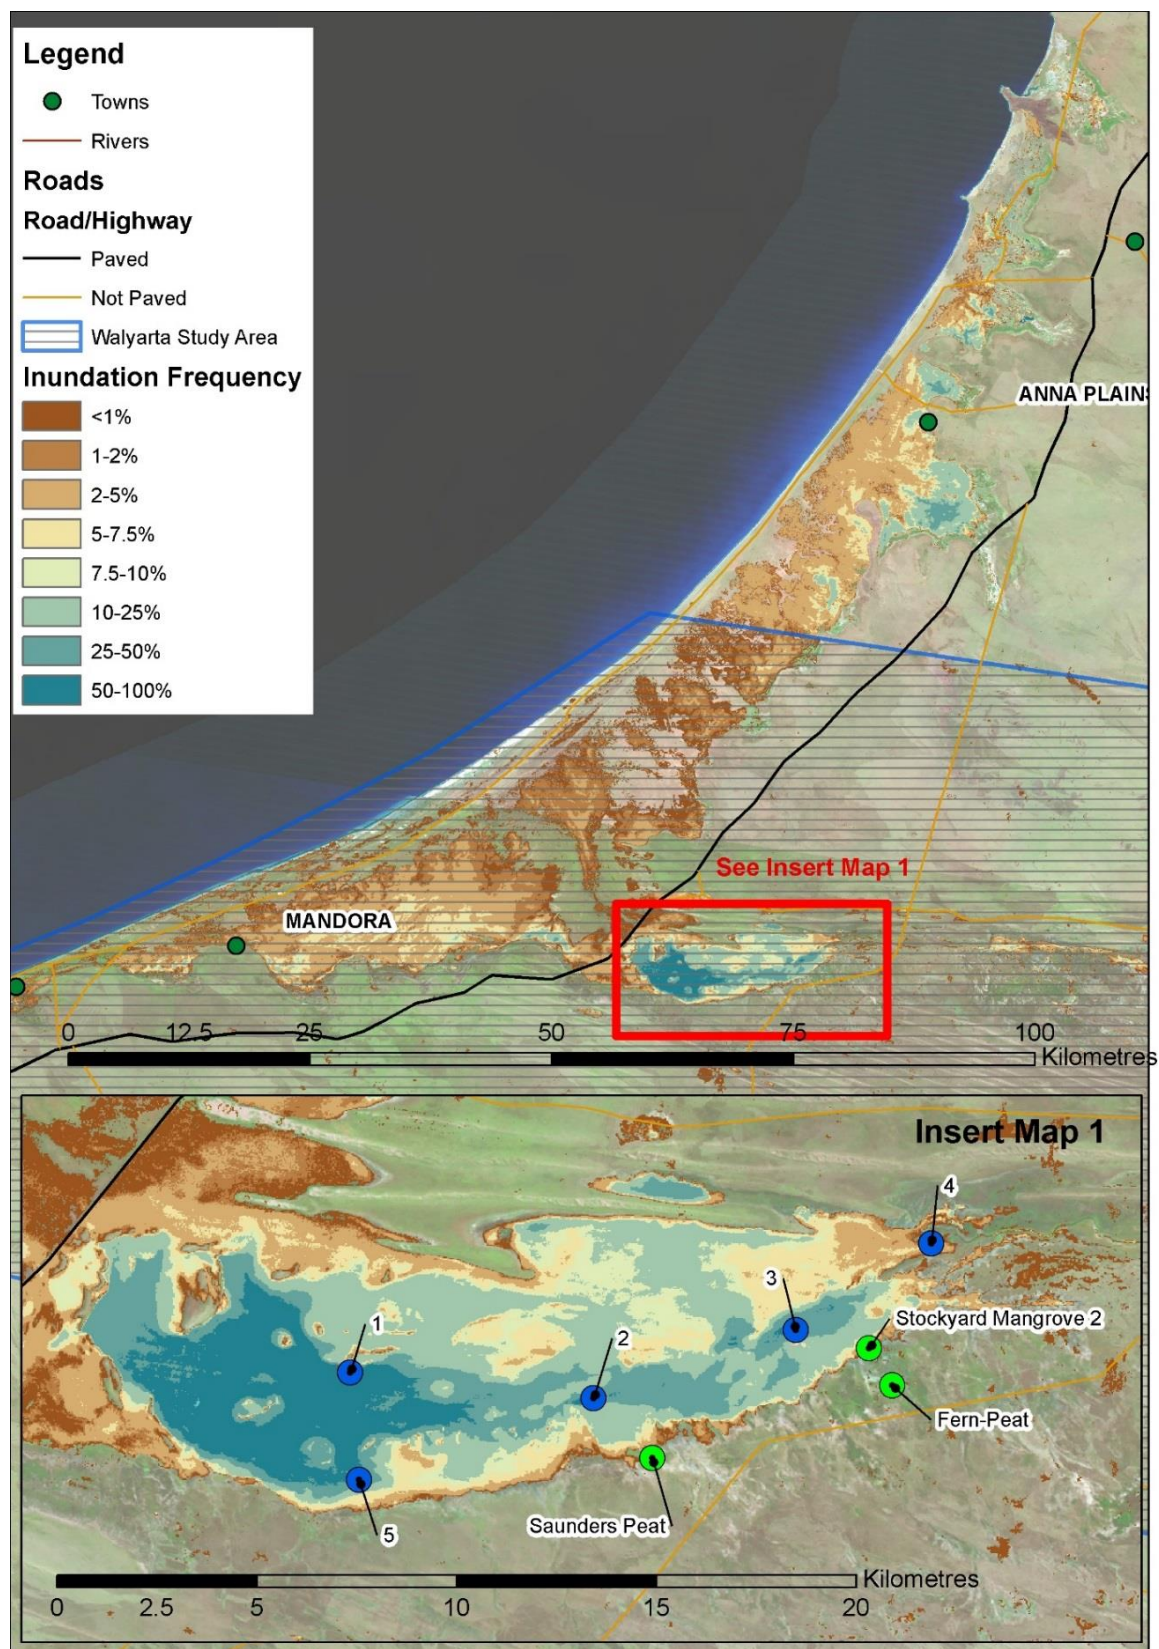 Legend
Towns
Rivers
Roads
Road/Highway
Paved
Not Paved
Walyarta Study Area
Inundation Frequency
<1%
1-2%
2-5%
5-7.5%
7.5-10%
10-25%
25-50%
50-100%
ANNA PLAINS
See Insert Map 1
MANDORA
0 12.5 25 50 75 100
Kilometres
Insert Map 1
4
3
Stockyard Mangrove 2
1
2
Fern-Peat
Saunders Peat
5
Kilometres
0 2.5 5 10 15 20